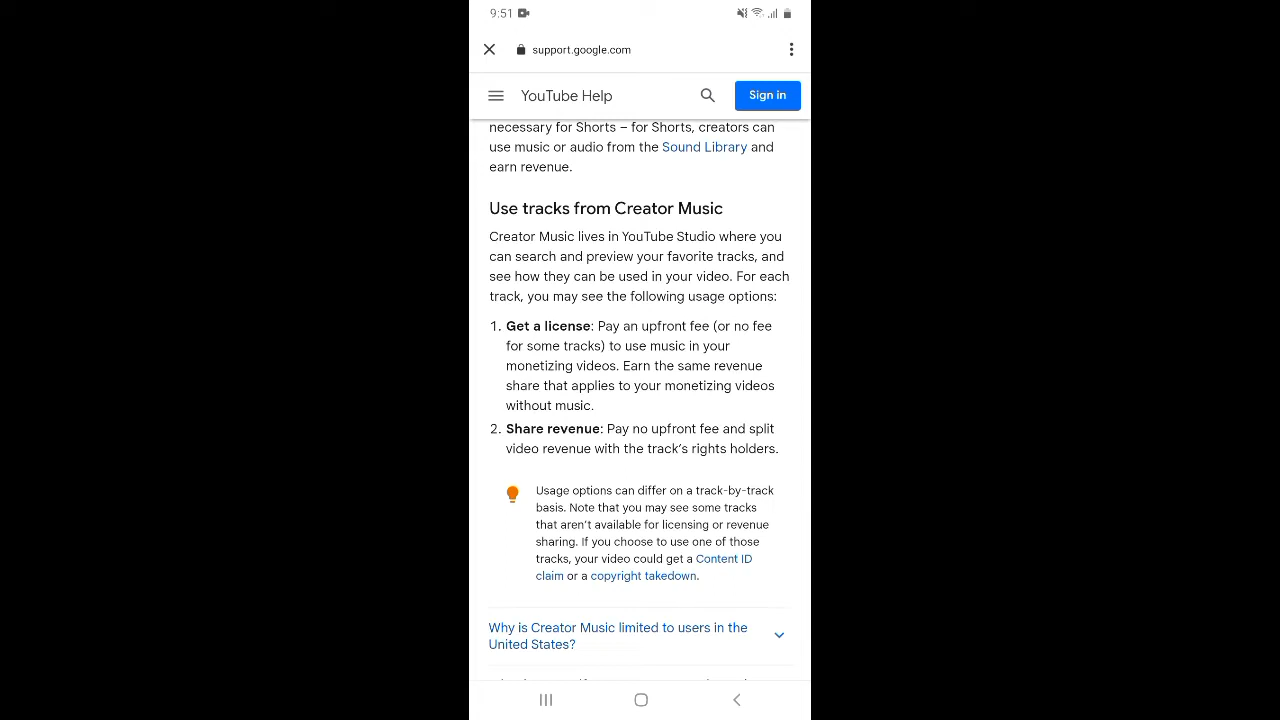 9:51
support.google.com
YouTube Help
Sign in
necessary for Shorts – for Shorts, creators can
use music or audio from the Sound Library and
earn revenue.
Use tracks from Creator Music
Creator Music lives in YouTube Studio where you
can search and preview your favorite tracks, and
see how they can be used in your video. For each
track, you may see the following usage options:
1. Get a license: Pay an upfront fee (or no fee
for some tracks) to use music in your
monetizing videos. Earn the same revenue
share that applies to your monetizing videos
without music.
2. Share revenue: Pay no upfront fee and split
video revenue with the track's rights holders.
Usage options can differ on a track-by-track
basis. Note that you may see some tracks
that aren't available for licensing or revenue
sharing. If you choose to use one of those
tracks, your video could get a Content ID
claim or a copyright takedown.
Why is Creator Music limited to users in the
United States?